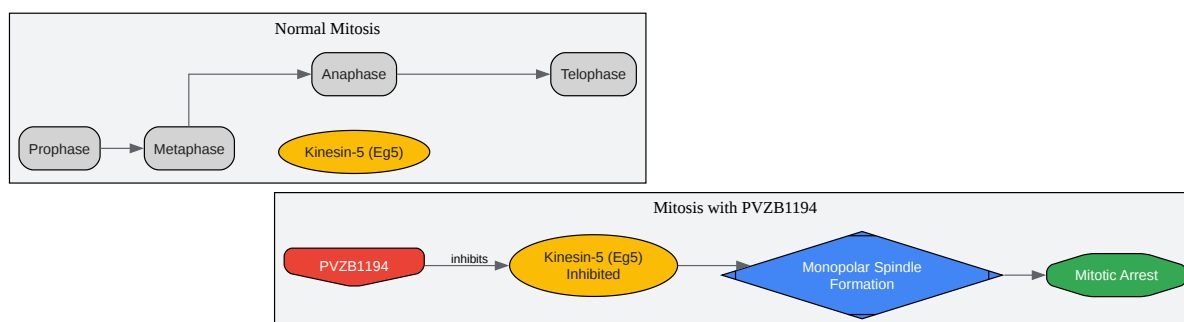 Normal Mitosis
Anaphase
Telophase
Prophase
Metaphase
Kinesin-5 (Eg5)
Mitosis with PVZB1194
PVZB1194
inhibits
Kinesin-5 (Eg5)
Inhibited
Monopolar Spindle
Formation
Mitotic Arrest